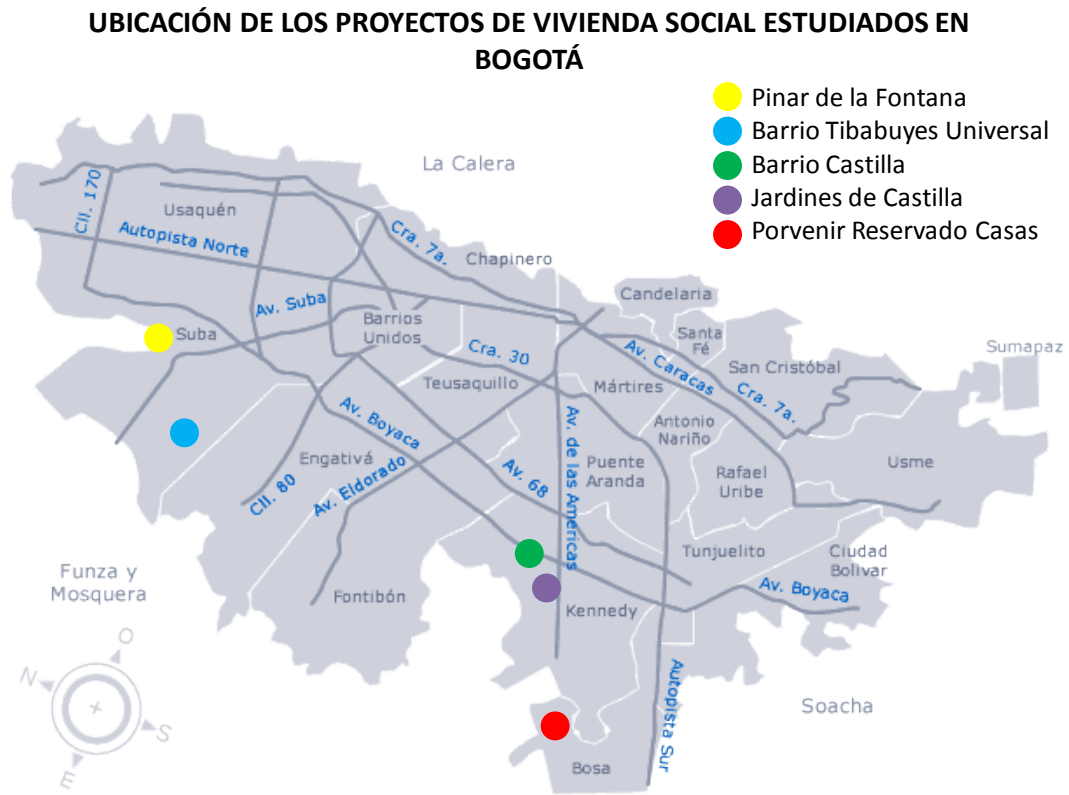 UBICACIÓN DE LOS PROYECTOS DE VIVIENDA SOCIAL ESTUDIADOS EN
BOGOTÁ
Pinar de la Fontana
Barrio Tibabuyes Universal
Barrio Castilla
Jardines de Castilla
Porvenir Reservado Casas
La Calera
Cll. 170
Usaquén
Autopista Norte
Cra. 7a.
Chapinero
Candelaria
Av. Suba
Barrios
Unidos
Suba
Santa
Fé
Sumapaz
Cra. 30
Av. Caracas
San Cristóbal
Teusaquillo
Mártires
Cra. 7a.
Av. Boyaca
Av. de las Américas
Antonio
Nariño
Engativá
Av. Eldorado
Cll. 80
Av. 68
Puente
Aranda
Rafael
Uribe
Usme
Tunjuelito
Ciudad
Bolivar
Funza y
Mosquera
Fontibón
Kennedy
Av. Boyaca
O
N
S
E
Autopista Sur
Soacha
Bosa